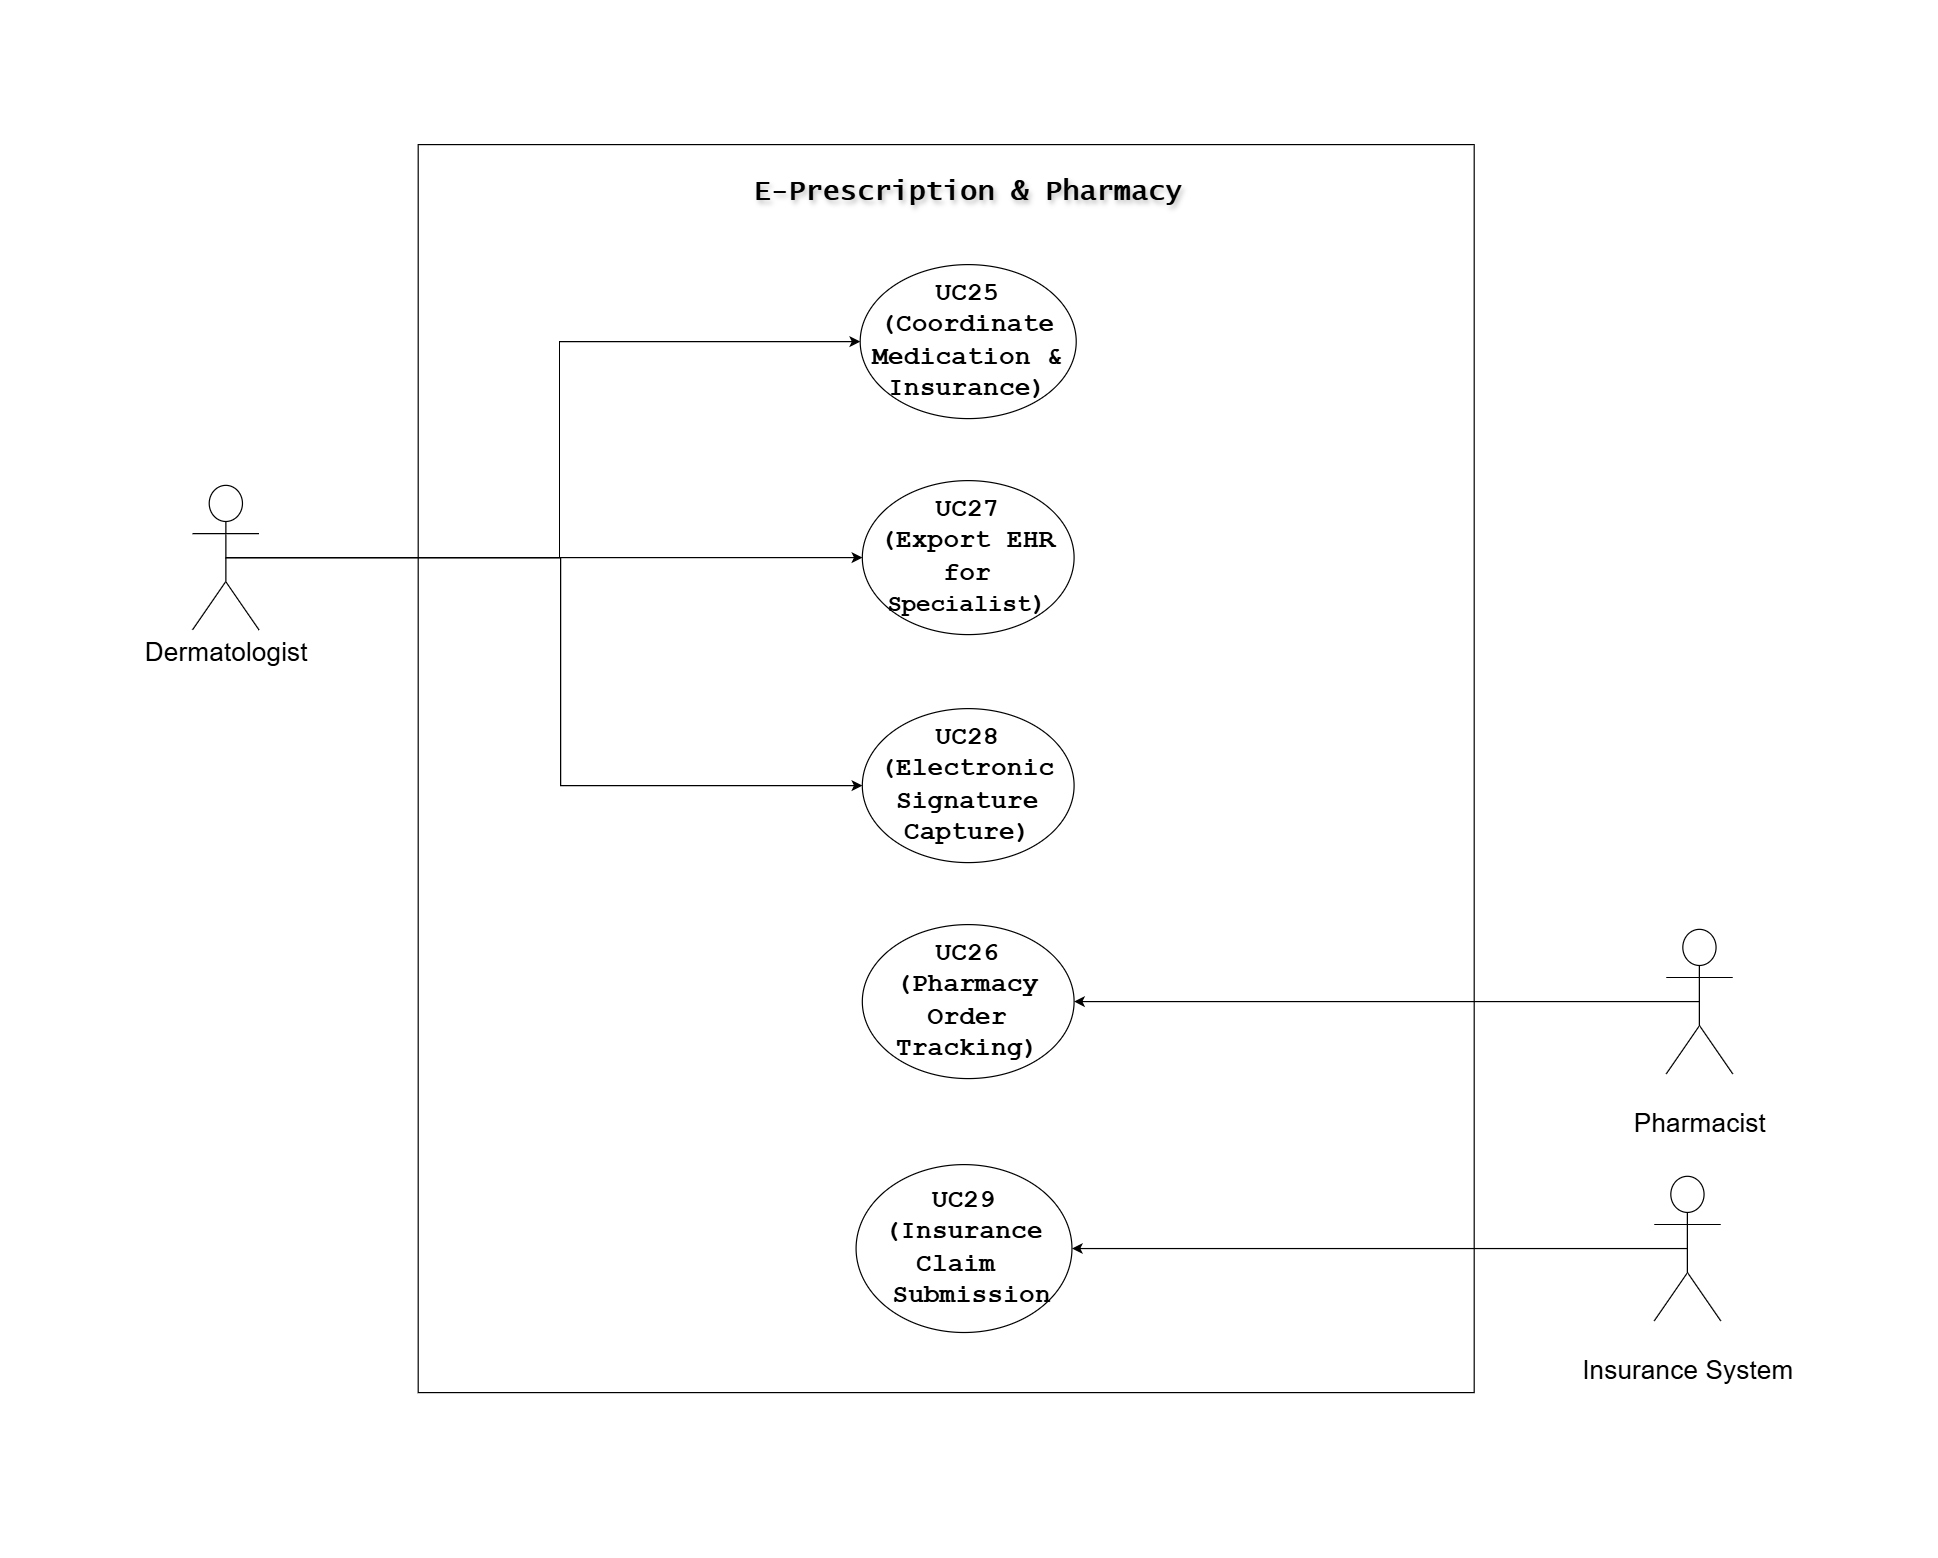 E-Prescription & Pharmacy
UC25
(Coordinate
Medication &
Insurance)
UC27
(Export EHR
for
Specialist)
Dermatologist
UC28
(Electronic
Signature
Capture)
UC26
(Pharmacy
Order
Tracking)
Pharmacist
UC29
(Insurance
Claim
Submission
Insurance System